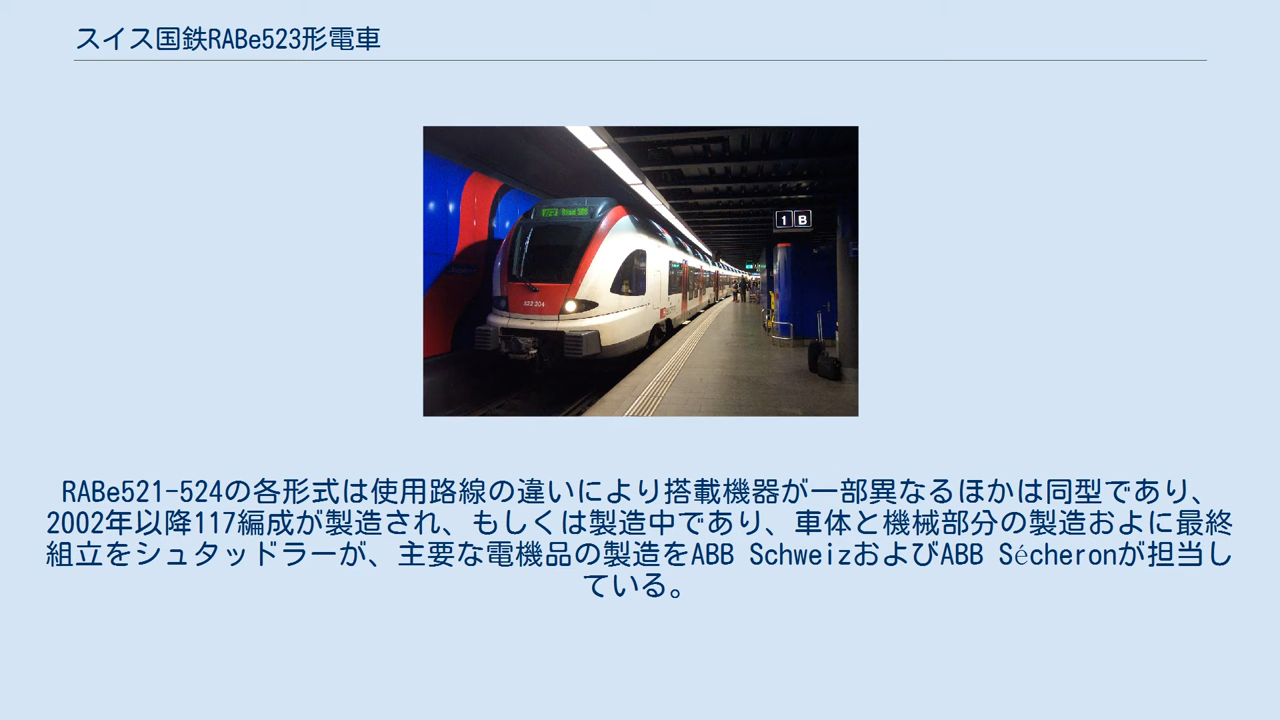 スイス国鉄RABe523形電車
1 B
RABe521-524の各形式は使用路線の違いにより搭載機器が一部異なるほかは同型であり、
2002年以降117編成が製造され、もしくは製造中であり、車体と機械部分の製造およに最終
組立をシュタッドラーが、主要な電機品の製造をABB SchweizおよびABB Sécheronが担当し
ている。